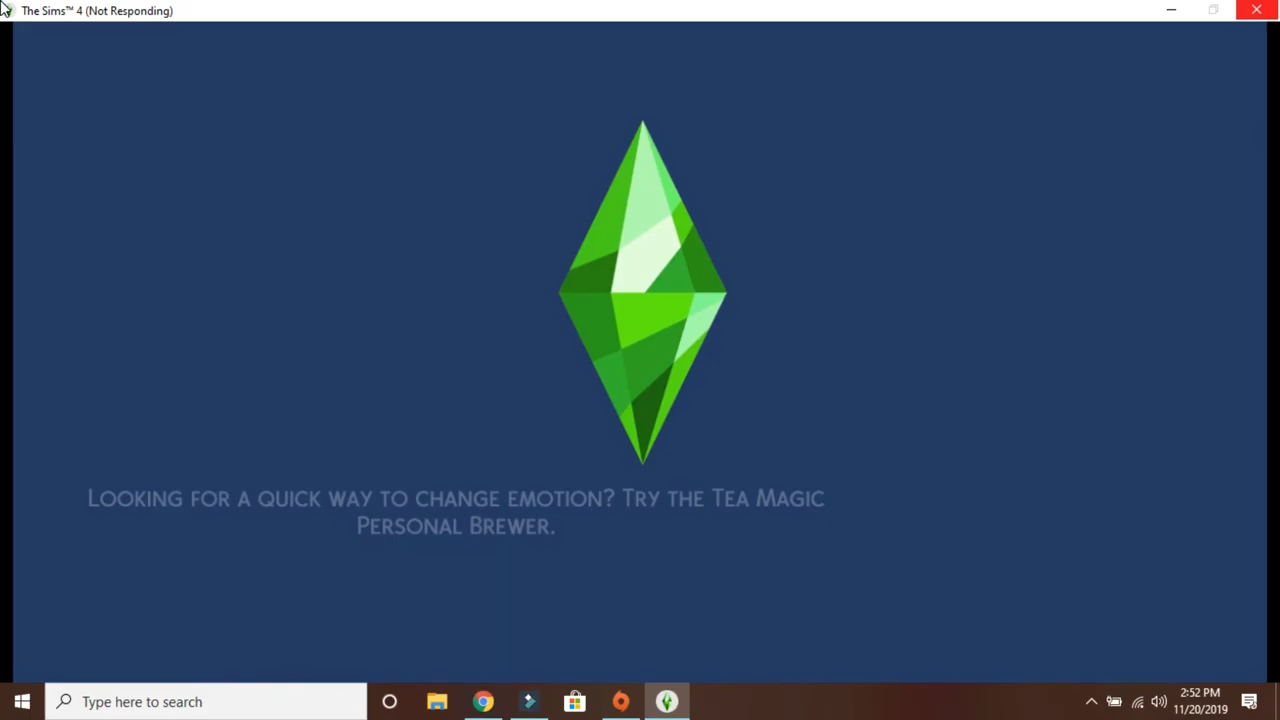 The Sims™ 4 (Not Responding)
LOOKING FOR A QUICK WAY TO CHANGE EMOTION? TRY THE TEA MAGIC
PERSONAL BREWER.
Type here to search
2:52 PM
11/20/2019